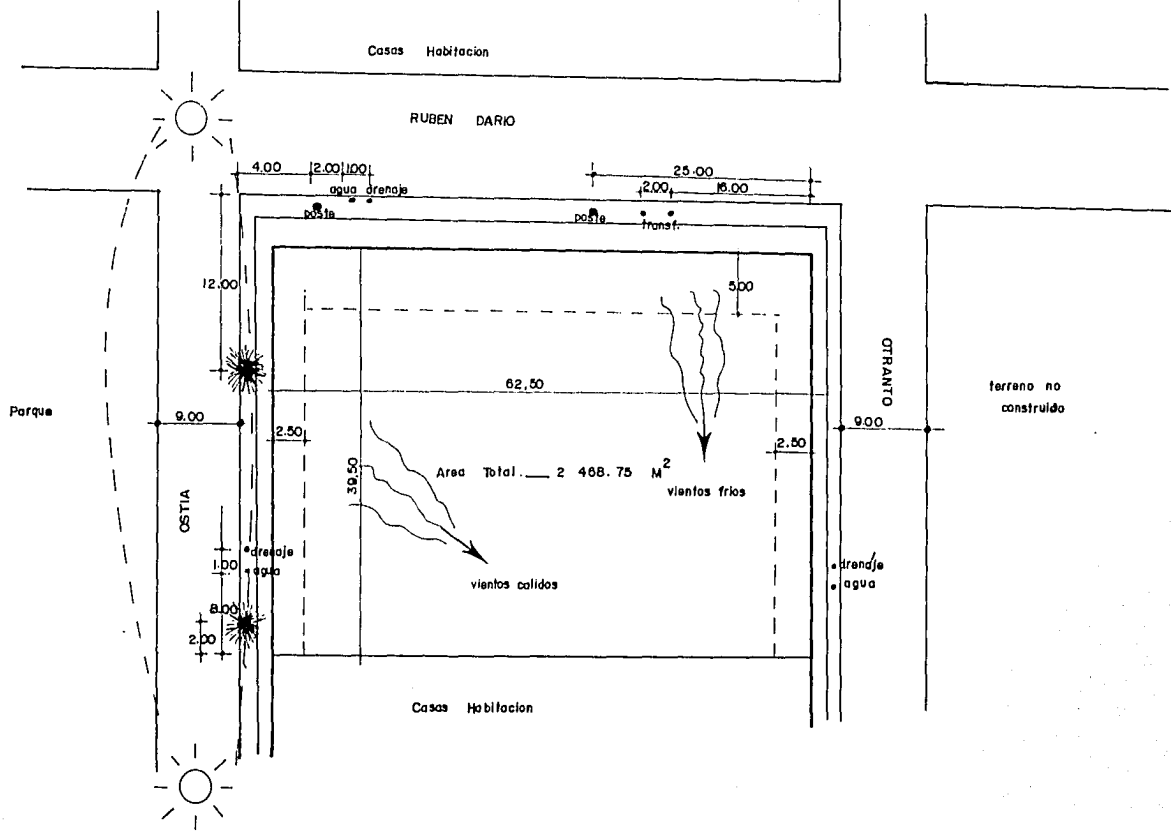 Casas Habitacion
RUBEN DARIO
4.00 2.00 1.00 25.00
agua drenaje 2.00 16.00
poste poste transf.
12.00
5.00
62,50
OTRANTO
terreno no
construido
Parque
9.00
9.00
2.50
2.50
39,50
Area Total.__ 2 468.75 M2
vientos frios
OSTIA
drenaje
1.00 agua
vientos calidos
drenaje
agua
8.00
2.00
Casas Habitacion